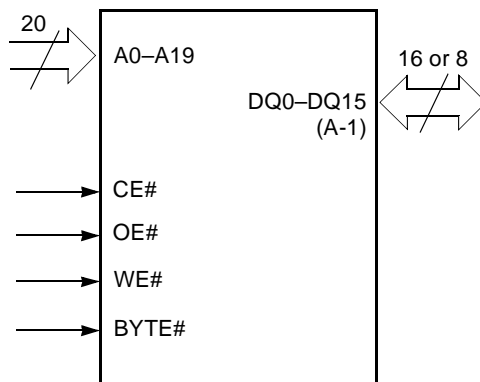 20
A0–A19
16 or 8
DQ0–DQ15
(A-1)
CE#
OE#
WE#
BYTE#